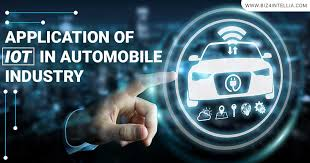 WWW.BIZ4INTELLIA.COM
APPLICATION OF
IOT IN AUTOMOBILE
INDUSTRY